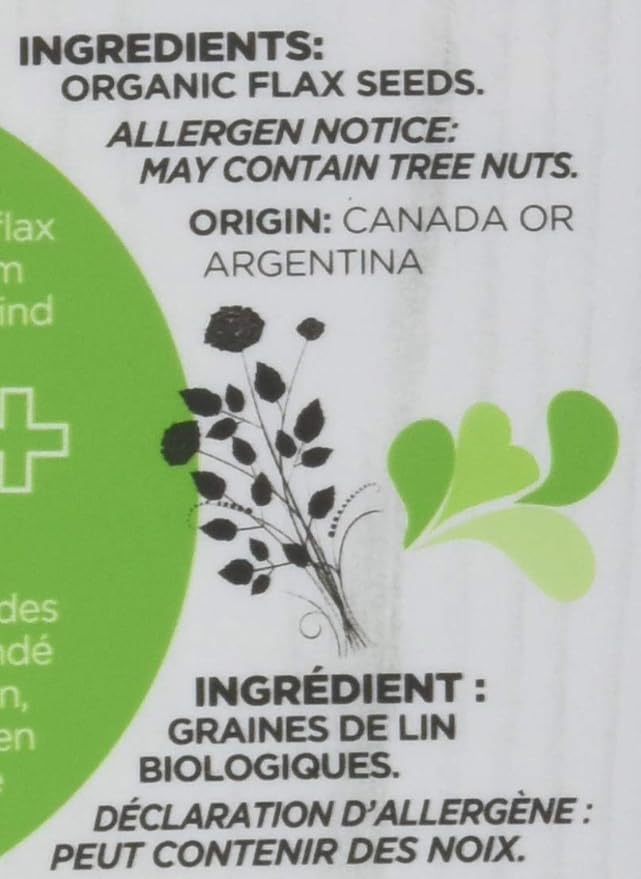 INGREDIENTS:
ORGANIC FLAX SEEDS.
ALLERGEN NOTICE:
MAY CONTAIN TREE NUTS.
ORIGIN: CANADA OR
ARGENTINA
flax
ind
+
des
en
INGRÉDIENT :
GRAINES DE LIN
BIOLOGIQUES.
DÉCLARATION D'ALLERGÈNE :
PEUT CONTENIR DES NOIX.